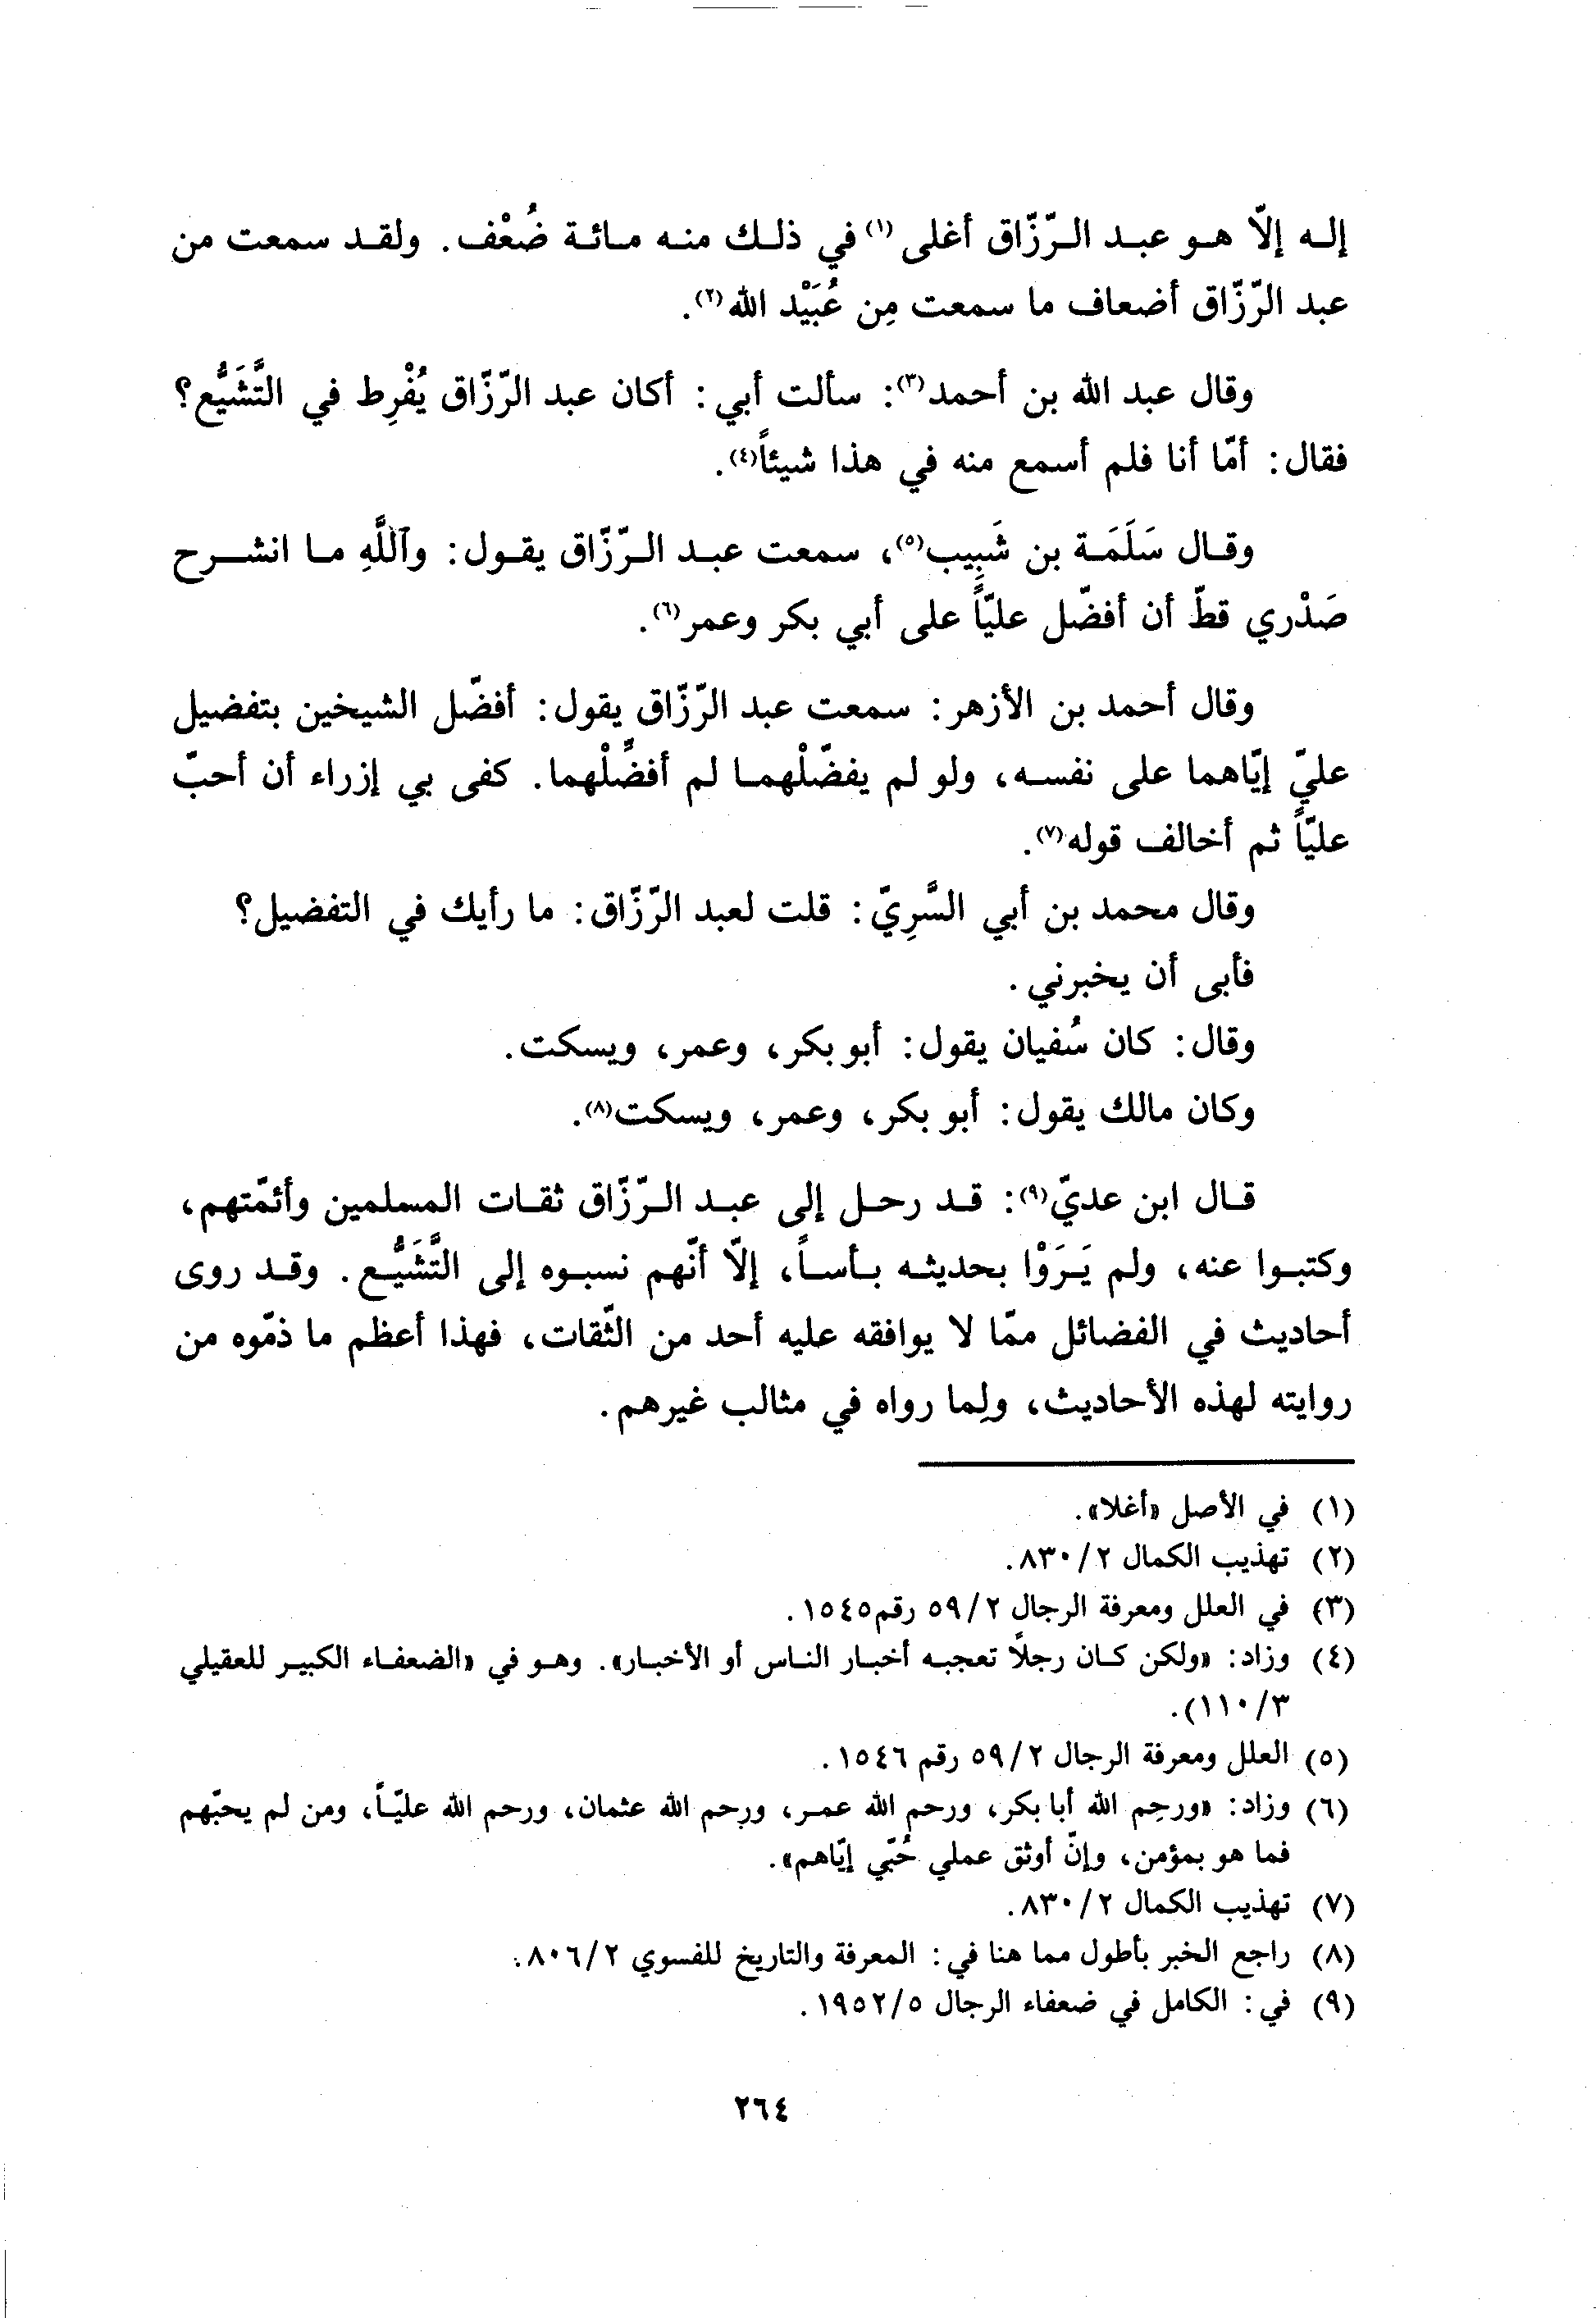 إلـه إلاّ هـو عبـد الـرّزّاق أغلى(١) في ذلـك منـه مـائـة ضُعْف. ولقـد سمعت من
عبد الرّزّاق أضعاف ما سمعت مِن عُبَيْد الله(٢).
وقال عبد الله بن أحمد(٣): سألت أبي: أكان عبد الرّزّاق يُفْرِط في التَّشَيُّع؟
فقال: أمّا أنا فلم أسمع منه في هذا شيئاً(٤).
وقـال سَلَمَـة بن شَبِيب(٥)، سمعت عبـد الـرّزّاق يقـول: وٱللَّهِ مـا انشـرح
صَدْري قطّ أن أفضّل عليّاً على أبي بكر وعمر(٦).
وقال أحمد بن الأزهر: سمعت عبد الرّزّاق يقول: أفضّل الشيخين بتفضيل
عليّ إيّاهما على نفسـه، ولو لم يفضّلْهمـا لم أفضِّلْهما. كفى بي إزراء أن أحبّ
عليّاً ثم أخالف قوله(٧).
وقال محمد بن أبي السَّرِيّ: قلت لعبد الرّزّاق: ما رأيك في التفضيل؟
فأبى أن يخبرني.
وقال: كان سُفيان يقول: أبو بكر، وعمر، ويسكت.
وكان مالك يقول: أبو بكر، وعمر، ويسكت(٨).
قـال ابن عديّ(٩): قـد رحـل إلى عبـد الـرّزّاق ثقـات المسلمين وأئمّتهم،
وكتبـوا عنه، ولم يَـرَوْا بحديثـه بـأسـاً، إلاّ أنّهم نسبـوه إلى التَّشَيُّـع. وقـد روى
أحاديث في الفضائل ممّا لا يوافقه عليه أحد من الثّقات، فهذا أعظم ما ذمّوه من
روايته لهذه الأحاديث، ولِما رواه في مثالب غيرهم.
(١) في الأصل «أغلا».
(٢) تهذيب الكمال ٢/ ٨٣٠.
(٣) في العلل ومعرفة الرجال ٢/ ٥٩ رقم ١٥٤٥.
(٤) وزاد: «ولكن كـان رجلاً تعجبـه أخبـار النـاس أو الأخبـار». وهـو في «الضعفـاء الكبيـر للعقيلي
٣/ ١١٠).
(٥) العلل ومعرفة الرجال ٢/ ٥٩ رقم ١٥٤٦.
(٦) وزاد: «ورحِم الله أبا بكر، ورحم الله عمـر، ورحم الله عثمان، ورحم الله عليّـاً، ومن لم يحبّهم
فما هو بمؤمن، وإنّ أوثق عملي حُبّي إيّاهم».
(٧) تهذيب الكمال ٢/ ٨٣٠.
(٨) راجع الخبر بأطول مما هنا في: المعرفة والتاريخ للفسوي ٢/ ٨٠٦.
(٩) في: الكامل في ضعفاء الرجال ٥/ ١٩٥٢.
٢٦٤